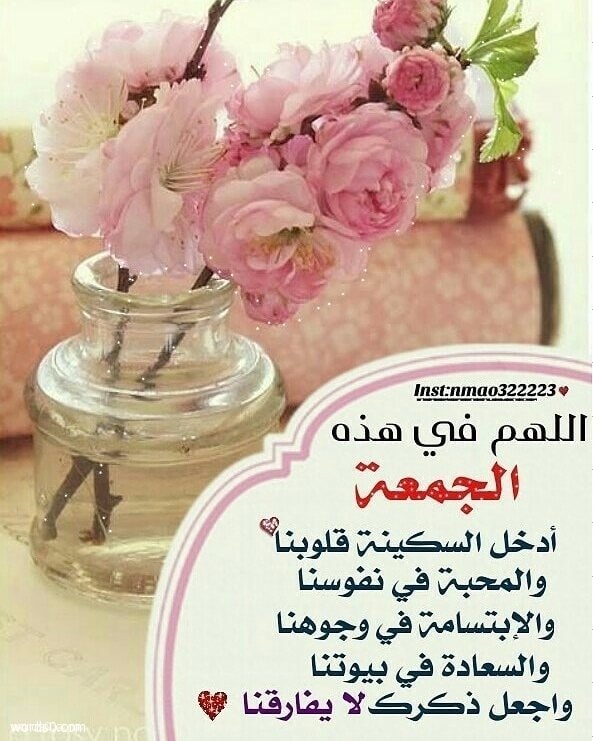 Inst:nmao322223
اللهم في هذه
الجمعة
أدخل السكينة قلوبنا
والمحبة في نفوسنا
والإبتسامة في وجوهنا
والسعادة في بيوتنا
واجعل ذكرك لا يفارقنا